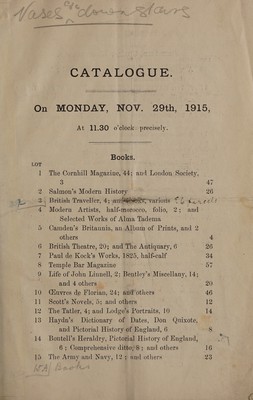 Vases on stairs
CATALOGUE.
On MONDAY, NOV. 29th, 1915,
At 11.30 o'clock precisely.
Books.
LOT
1 The Cornhill Magazine, 44; and London Society,
3 47
2 Salmon's Modern History 26
3 British Traveller, 4; and various
4 Modern Artists, half-morocco, folio, 2; and
Selected Works of Alma Tadema
5 Camden's Britannia, an Album of Prints, and 2
others 4
6 British Theatre, 20; and The Antiquary, 6 26
7 Paul de Kock's Works, 1825, half-calf 34
8 Temple Bar Magazine 57
9 Life of John Linnell, 2; Bentley's Miscellany, 14;
and 4 others 20
10 Œuvres de Florian, 24; and others 46
11 Scott's Novels, 5; and others 12
12 The Tatler, 4; and Lodge's Portraits, 10 14
13 Haydn's Dictionary of Dates, Don Quixote,
and Pictorial History of England, 6 8
14 Boutell's Heraldry, Pictorial History of England,
6; Comprehensive ditto, 8; and others 16
15 The Army and Navy, 12; and others 23
Books